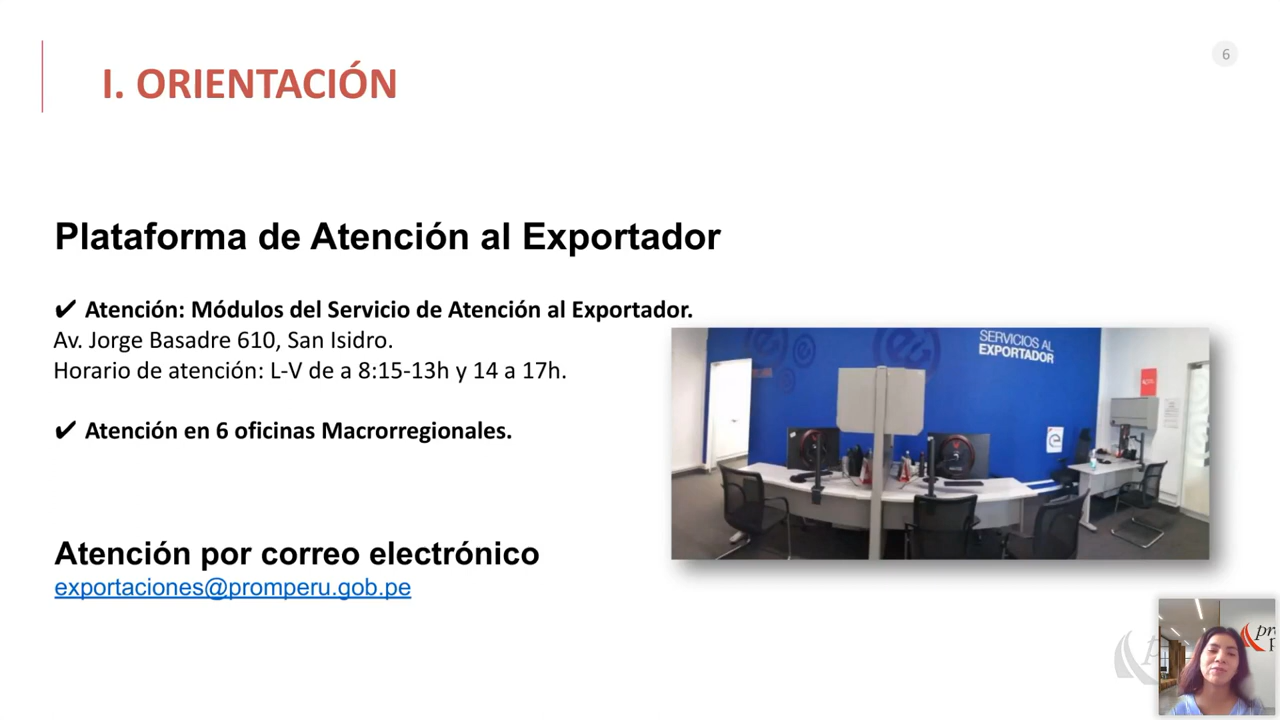 6
I. ORIENTACIÓN
Plataforma de Atención al Exportador
✔ Atención: Módulos del Servicio de Atención al Exportador.
Av. Jorge Basadre 610, San Isidro.
Horario de atención: L-V de a 8:15-13h y 14 a 17h.
SERVICIOS AL
EXPORTADOR
✔ Atención en 6 oficinas Macrorregionales.
Atención por correo electrónico
exportaciones@promperu.gob.pe